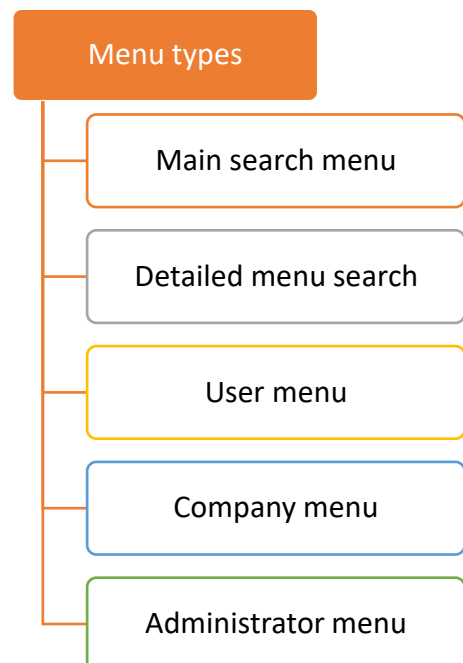 Menu types
Main search menu
Detailed menu search
User menu
Company menu
Administrator menu